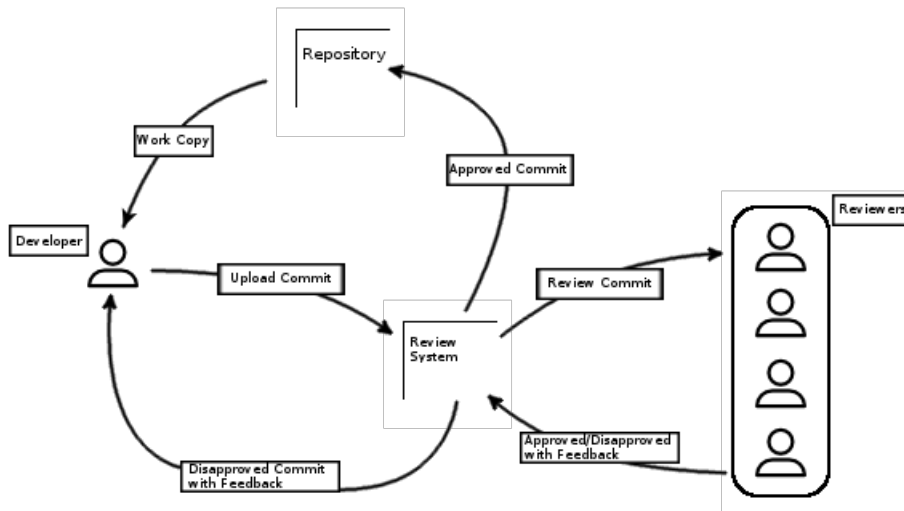 Repository
Work Copy
Approved Commit
Reviewers
Developer
Upload Commit
Review Commit
Review
System
Approved/Disapproved
with Feedback
Disapproved Commit
with Feedback